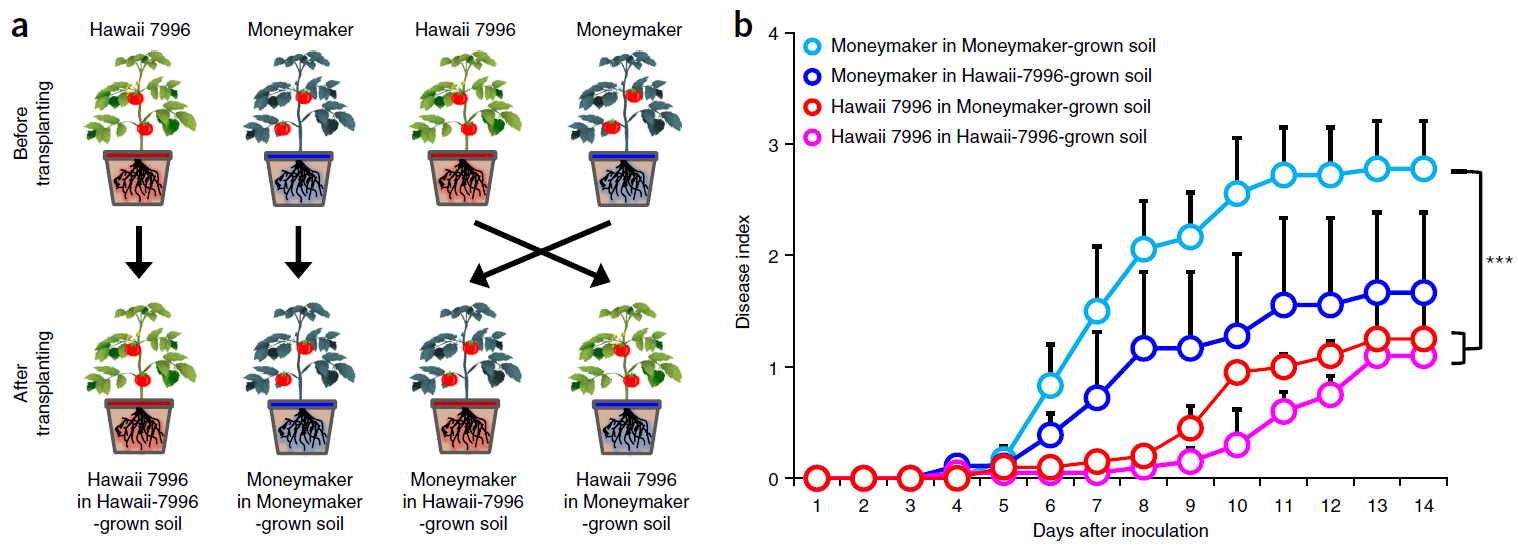 a
Hawaii 7996
Moneymaker
Hawaii 7996
Moneymaker
Before
transplanting
After
transplanting
Hawaii 7996
in Hawaii-7996
-grown soil
Moneymaker
in Moneymaker
-grown soil
Moneymaker
in Hawaii-7996
-grown soil
Hawaii 7996
in Moneymaker
-grown soil
b
Moneymaker in Moneymaker-grown soil
Moneymaker in Hawaii-7996-grown soil
Hawaii 7996 in Moneymaker-grown soil
Hawaii 7996 in Hawaii-7996-grown soil
4
3
2
1
0
Disease index
***
1 2 3 4 5 6 7 8 9 10 11 12 13 14
Days after inoculation